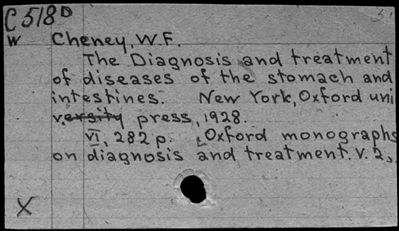 C518D
W Cheney, W.F.
The Diagnosis and treatment
of diseases of the stomach and
intestines. New York, Oxford uni
versity press, 1928.
VI, 282 p. (Oxford monographs
on diagnosis and treatment. v. 2,
X